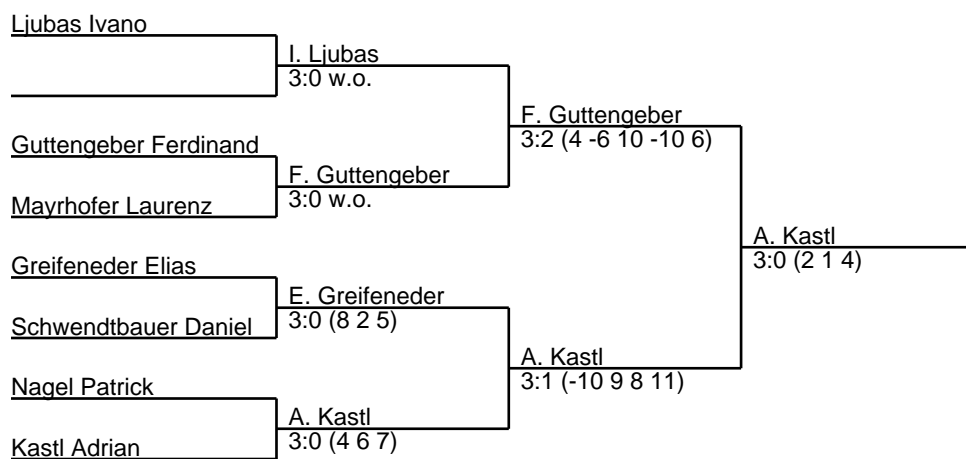 Ljubas Ivano
I. Ljubas
3:0 w.o.
F. Guttengeber
3:2 (4 -6 10 -10 6)
Guttengeber Ferdinand
F. Guttengeber
3:0 w.o.
Mayrhofer Laurenz
A. Kastl
3:0 (2 1 4)
Greifeneder Elias
E. Greifeneder
3:0 (8 2 5)
Schwendtbauer Daniel
A. Kastl
3:1 (-10 9 8 11)
Nagel Patrick
A. Kastl
3:0 (4 6 7)
Kastl Adrian